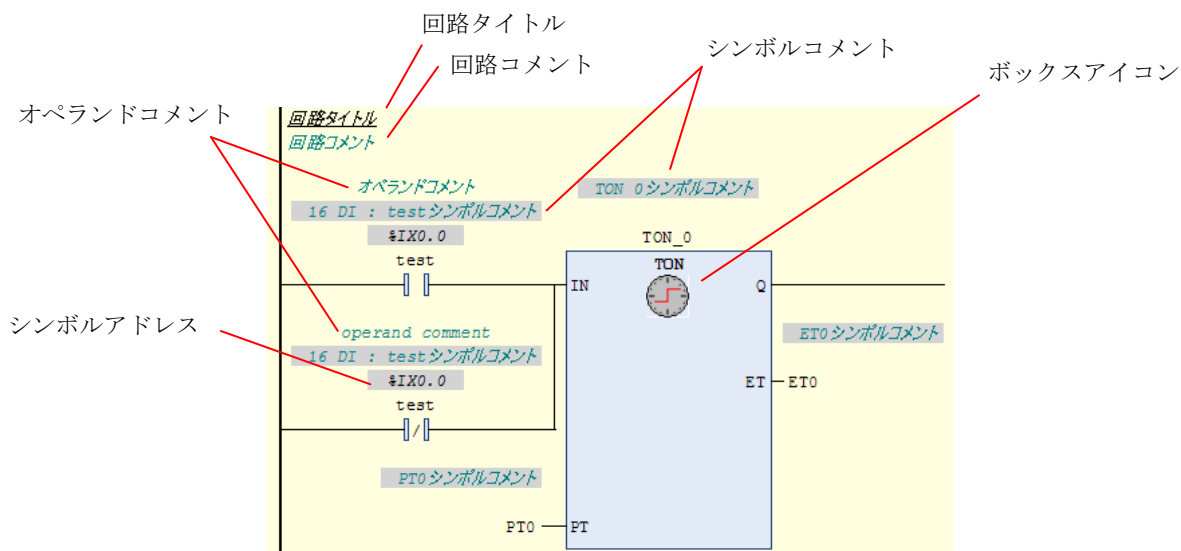 回路タイトル
シンボルコメント
回路コメント
ボックスアイコン
オペランドコメント
回路タイトル
回路コメント
オペランドコメント
TON 0シンボルコメント
16 DI : testシンボルコメント
%IX0.0
TON_0
test
TON
IN
Q
シンボルアドレス
operand comment
ET0シンボルコメント
16 DI : testシンボルコメント
%IX0.0
ET
ET0
test
/
PT0シンボルコメント
PT0
PT